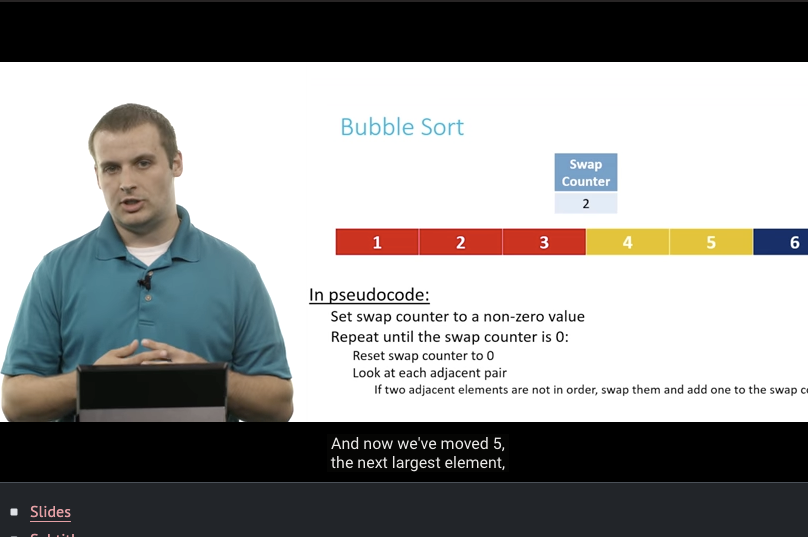 Bubble Sort
Swap
Counter
2
1 2 3 4 5 6
In pseudocode:
Set swap counter to a non-zero value
Repeat until the swap counter is 0:
Reset swap counter to 0
Look at each adjacent pair
If two adjacent elements are not in order, swap them and add one to the swap
And now we've moved 5,
the next largest element,
Slides